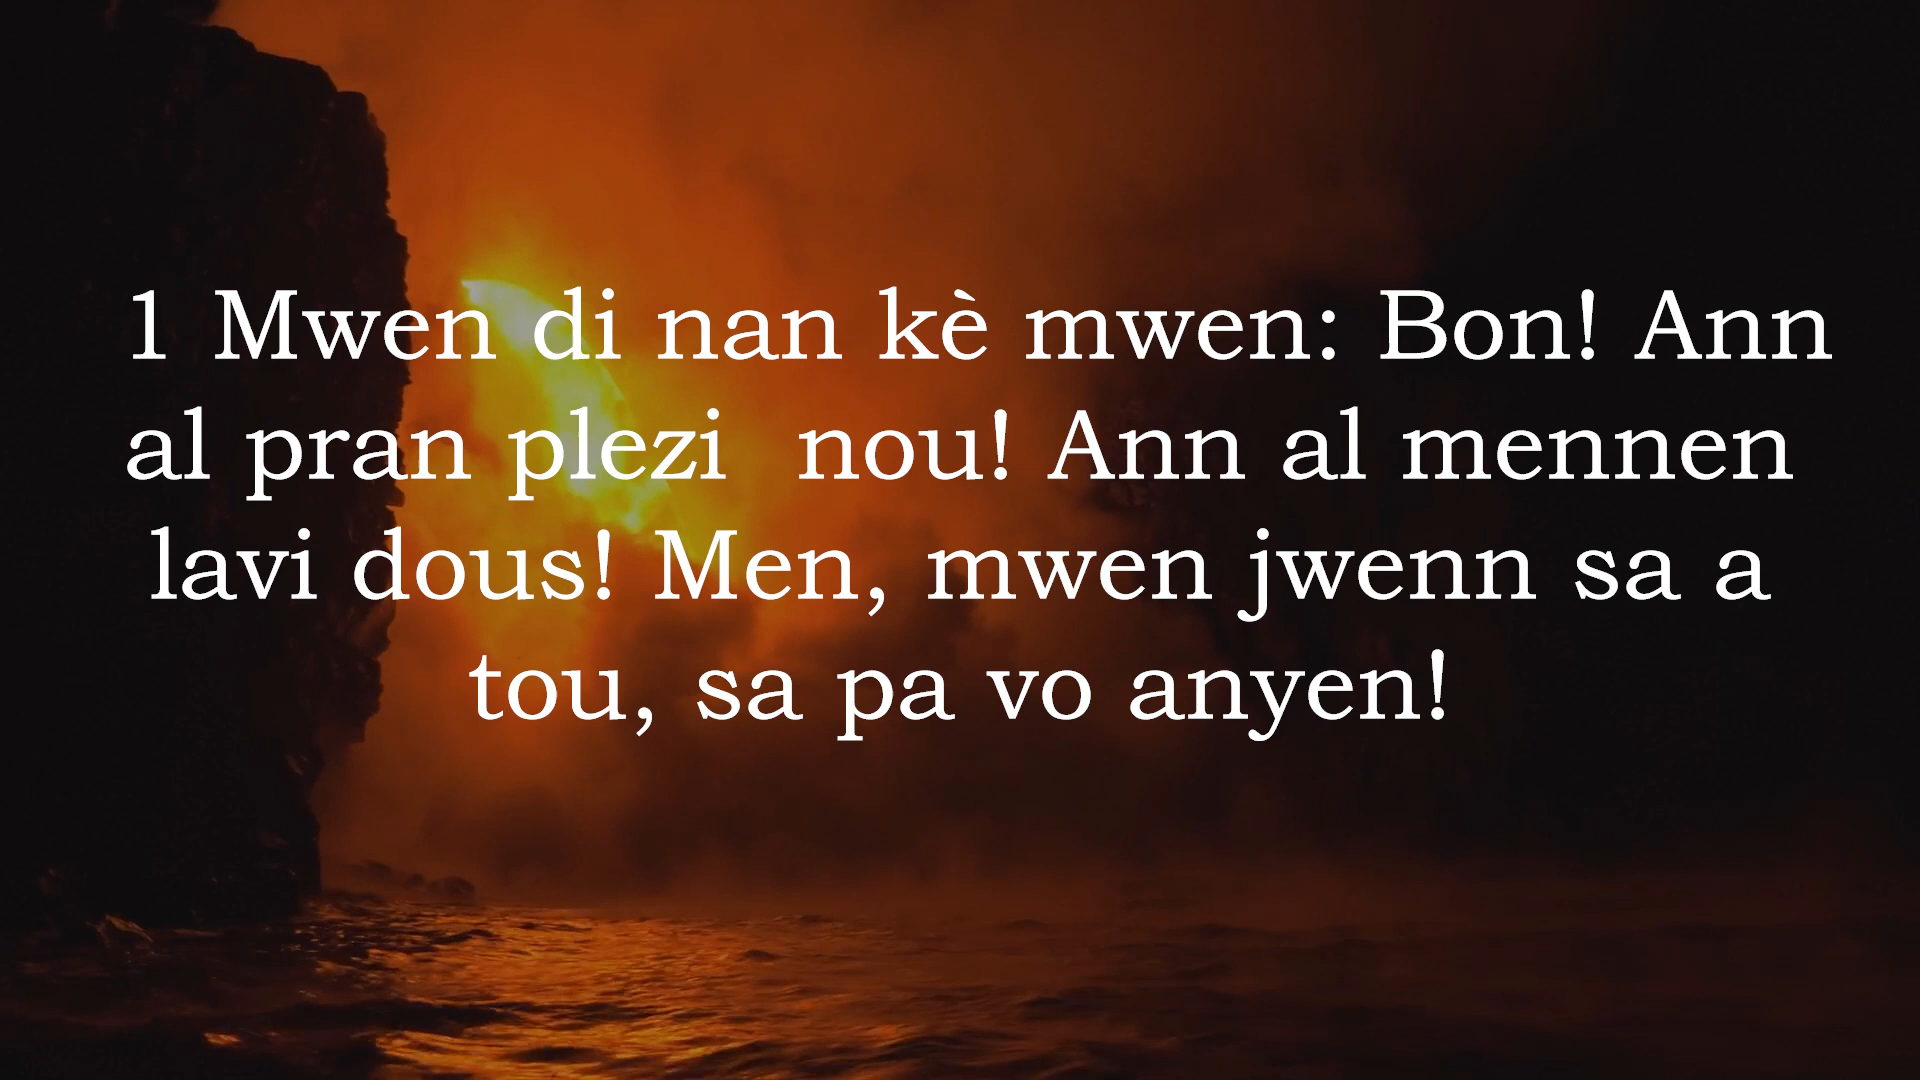 1 Mwen di nan kè mwen: Bon! Ann
al pran plezi  nou! Ann al mennen
lavi dous! Men, mwen jwenn sa a
tou, sa pa vo anyen!